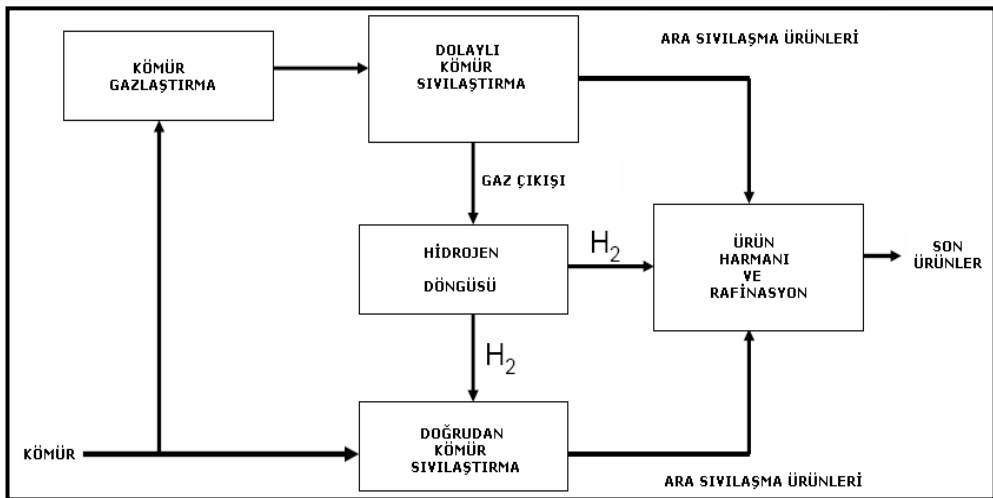 KÖMÜR
GAZLAŞTIRMA
DOLAYLI
KÖMÜR
SIVILAŞTIRMA
ARA SIVILAŞMA ÜRÜNLERİ
GAZ ÇIKIŞI
HİDROJEN
DÖNGÜSÜ
H₂
ÜRÜN
HARMANI
VE
RAFİNASYON
SON
ÜRÜNLER
H₂
KÖMÜR
DOĞRUDAN
KÖMÜR
SIVILAŞTIRMA
ARA SIVILAŞMA ÜRÜNLERİ